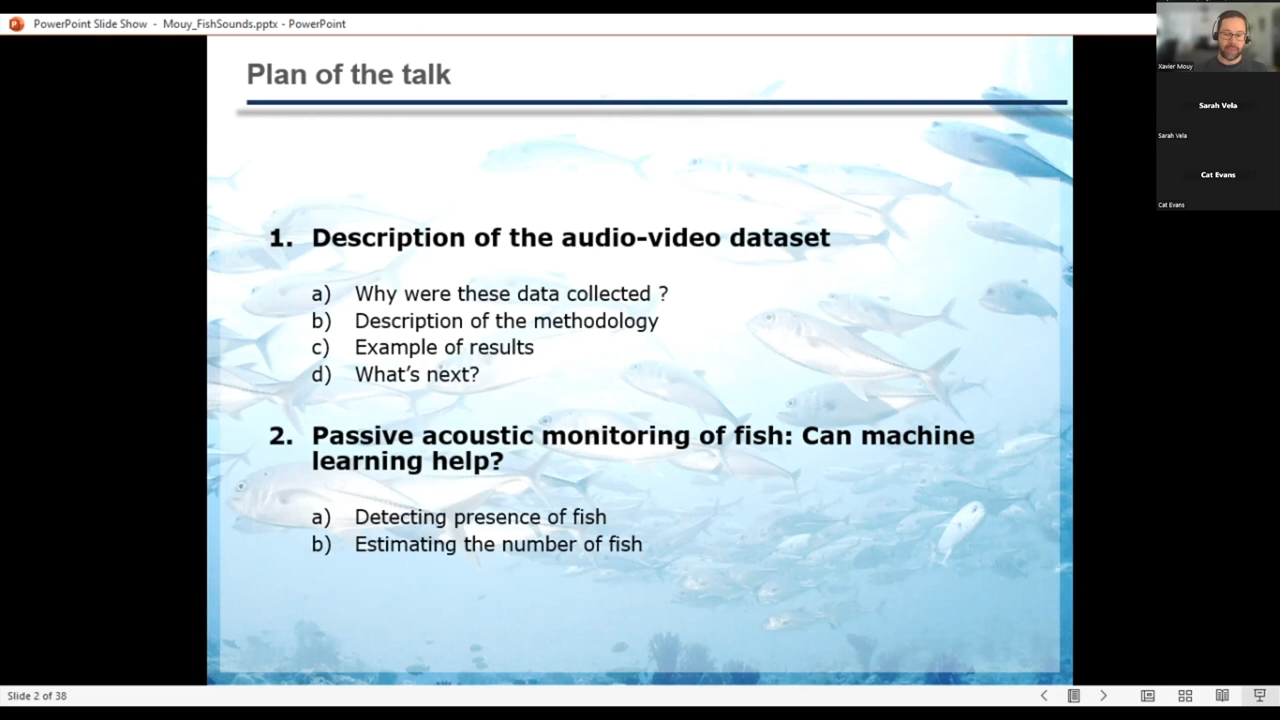 PowerPoint Slide Show - Mouy_FishSounds.pptx - PowerPoint
Plan of the talk
1. Description of the audio-video dataset
a) Why were these data collected ?
b) Description of the methodology
c) Example of results
d) What's next?
2. Passive acoustic monitoring of fish: Can machine
learning help?
a) Detecting presence of fish
b) Estimating the number of fish
Xavier Mouy
Sarah Vela
Sarah Vela
Cat Evans
Cat Evans
Slide 2 of 38